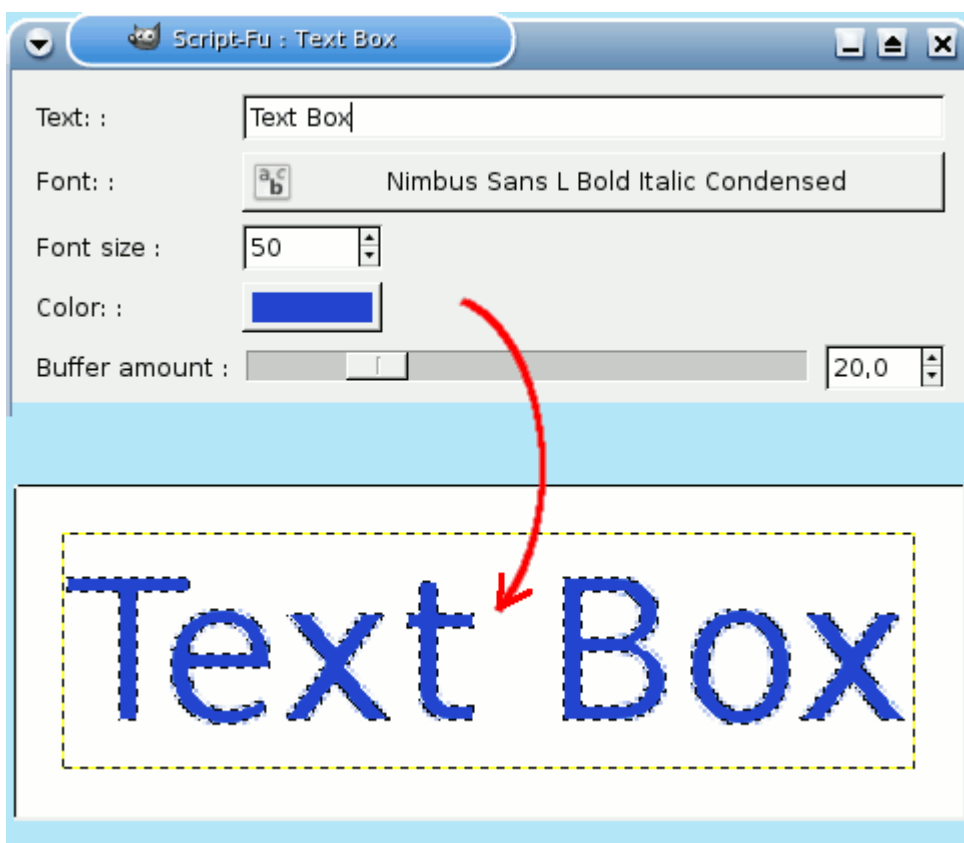 Script-Fu : Text Box
Text: : Text Box
Font: : abc Nimbus Sans L Bold Italic Condensed
Font size : 50
Color: :
Buffer amount : 20,0
Text Box